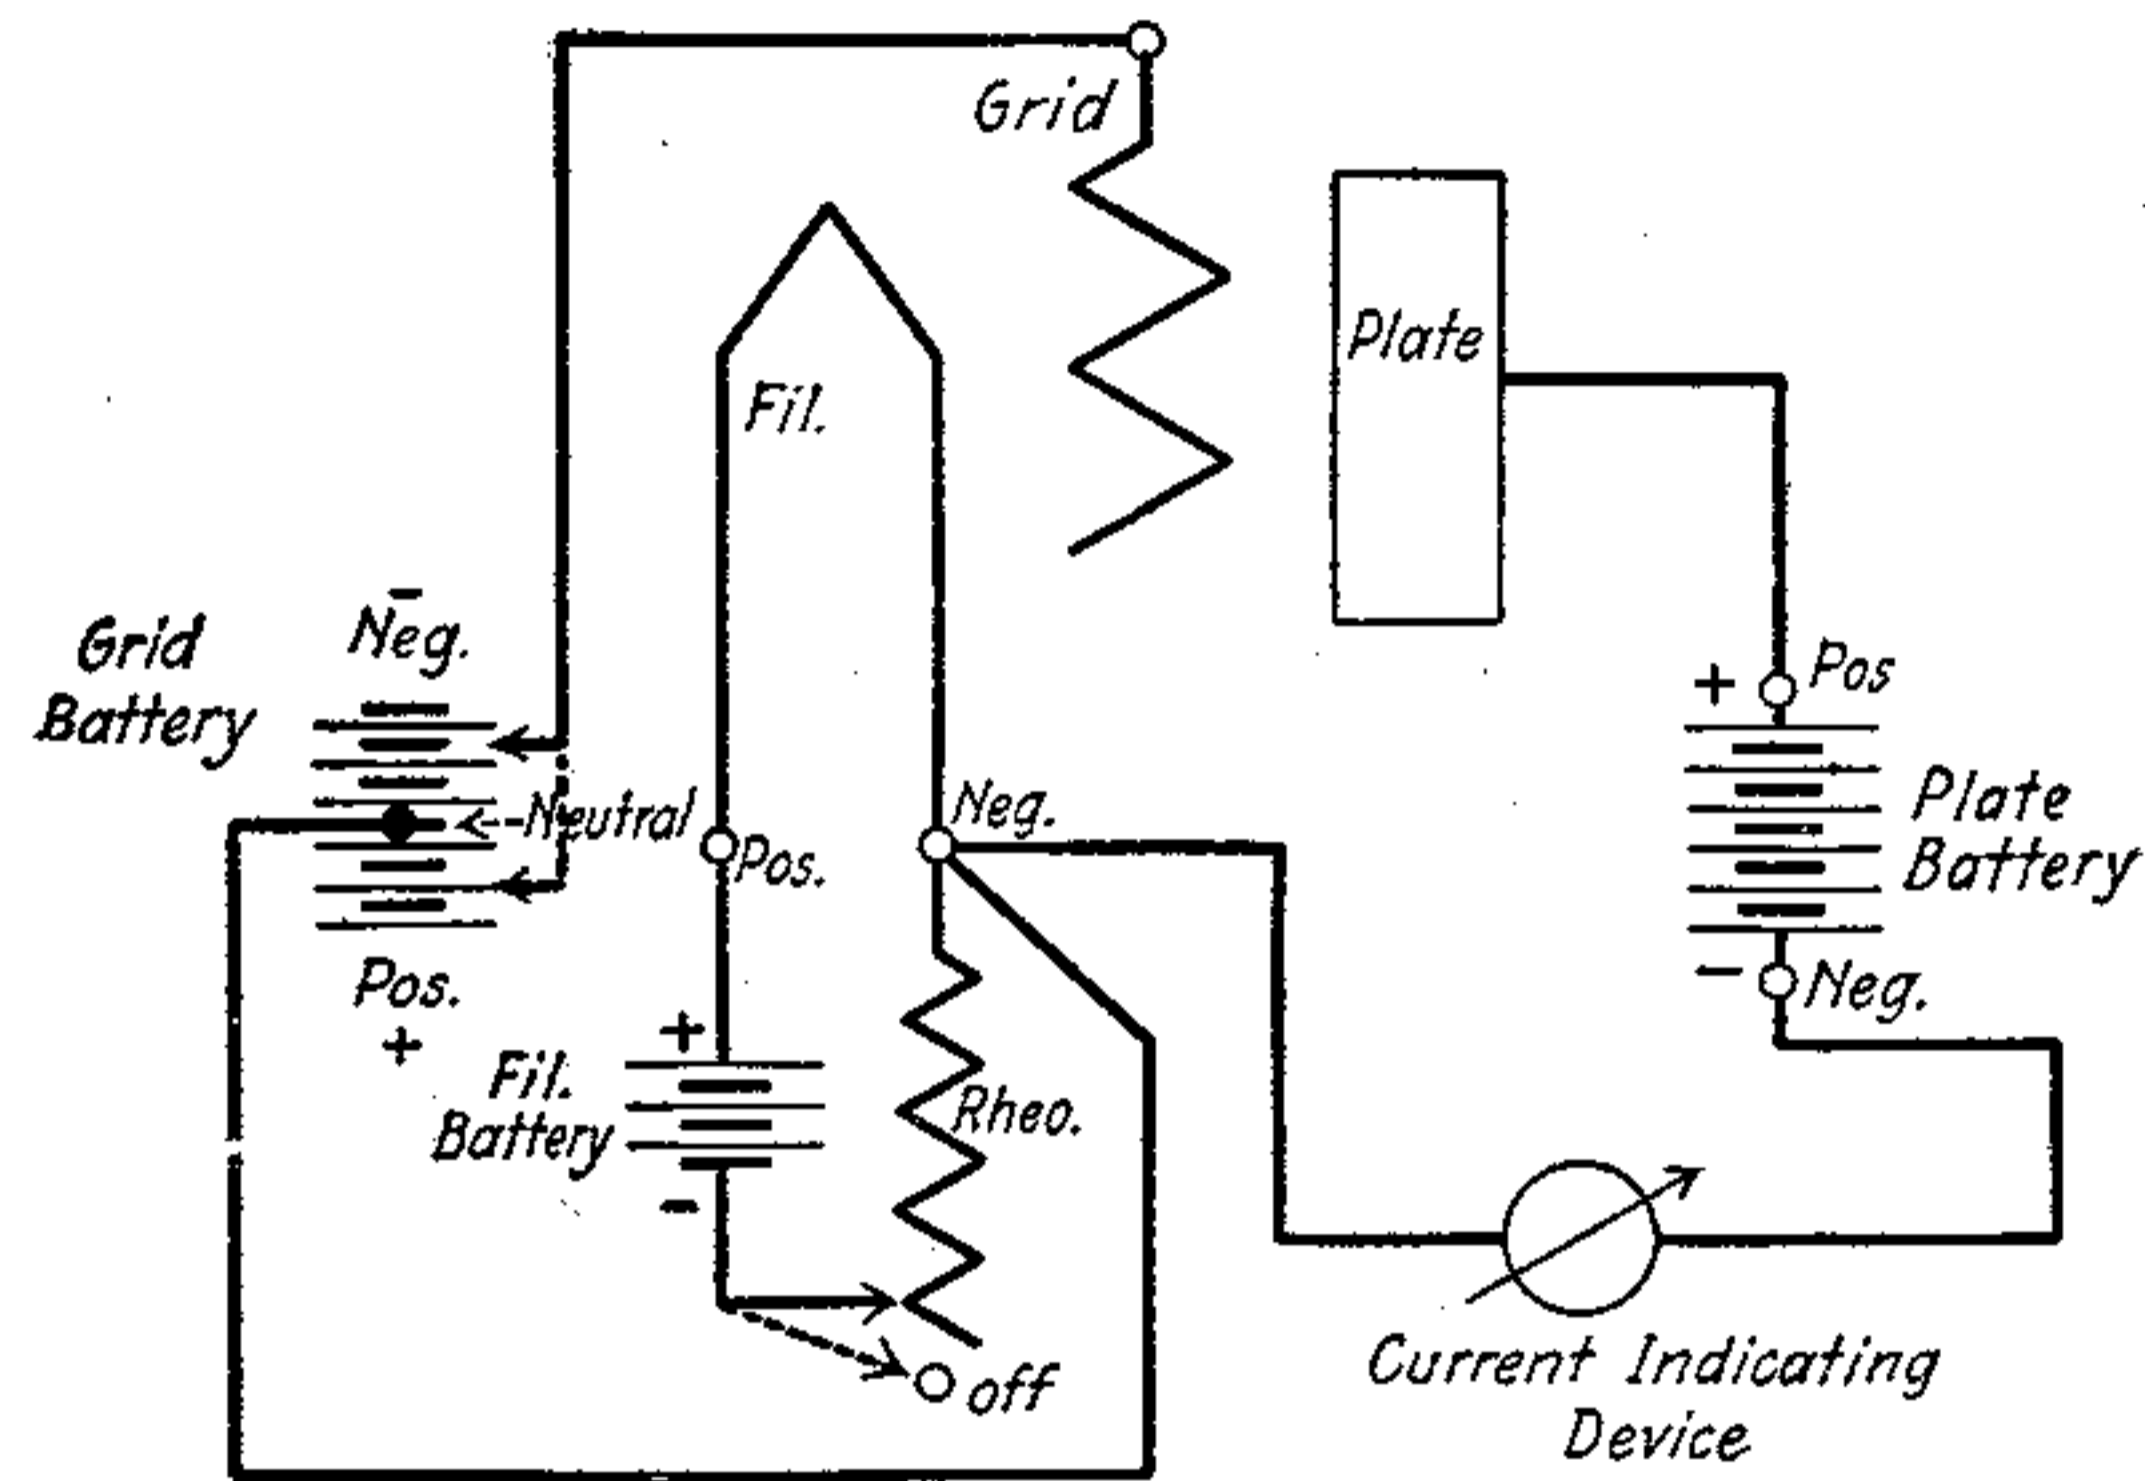 Grid
Plate
Fil.
-
Neg.
Grid
Battery
Neutral
Pos.
+
Pos.
Neg.
+
Fil.
Battery
-
Rheo.
off
+ Pos
Plate
Battery
- Neg.
Current Indicating
Device